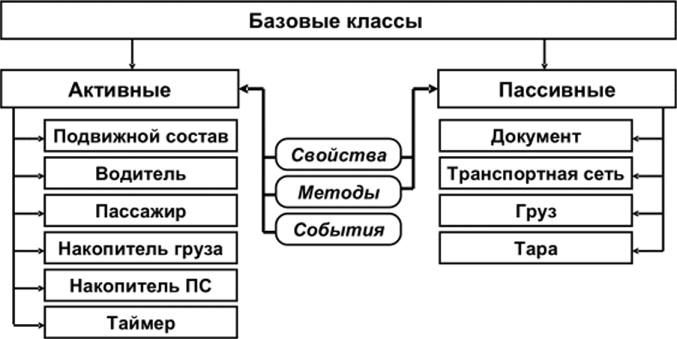 Базовые классы
Активные
Пассивные
Подвижной состав
Водитель
Пассажир
Накопитель груза
Накопитель ПС
Таймер
Свойства
Методы
События
Документ
Транспортная сеть
Груз
Тара